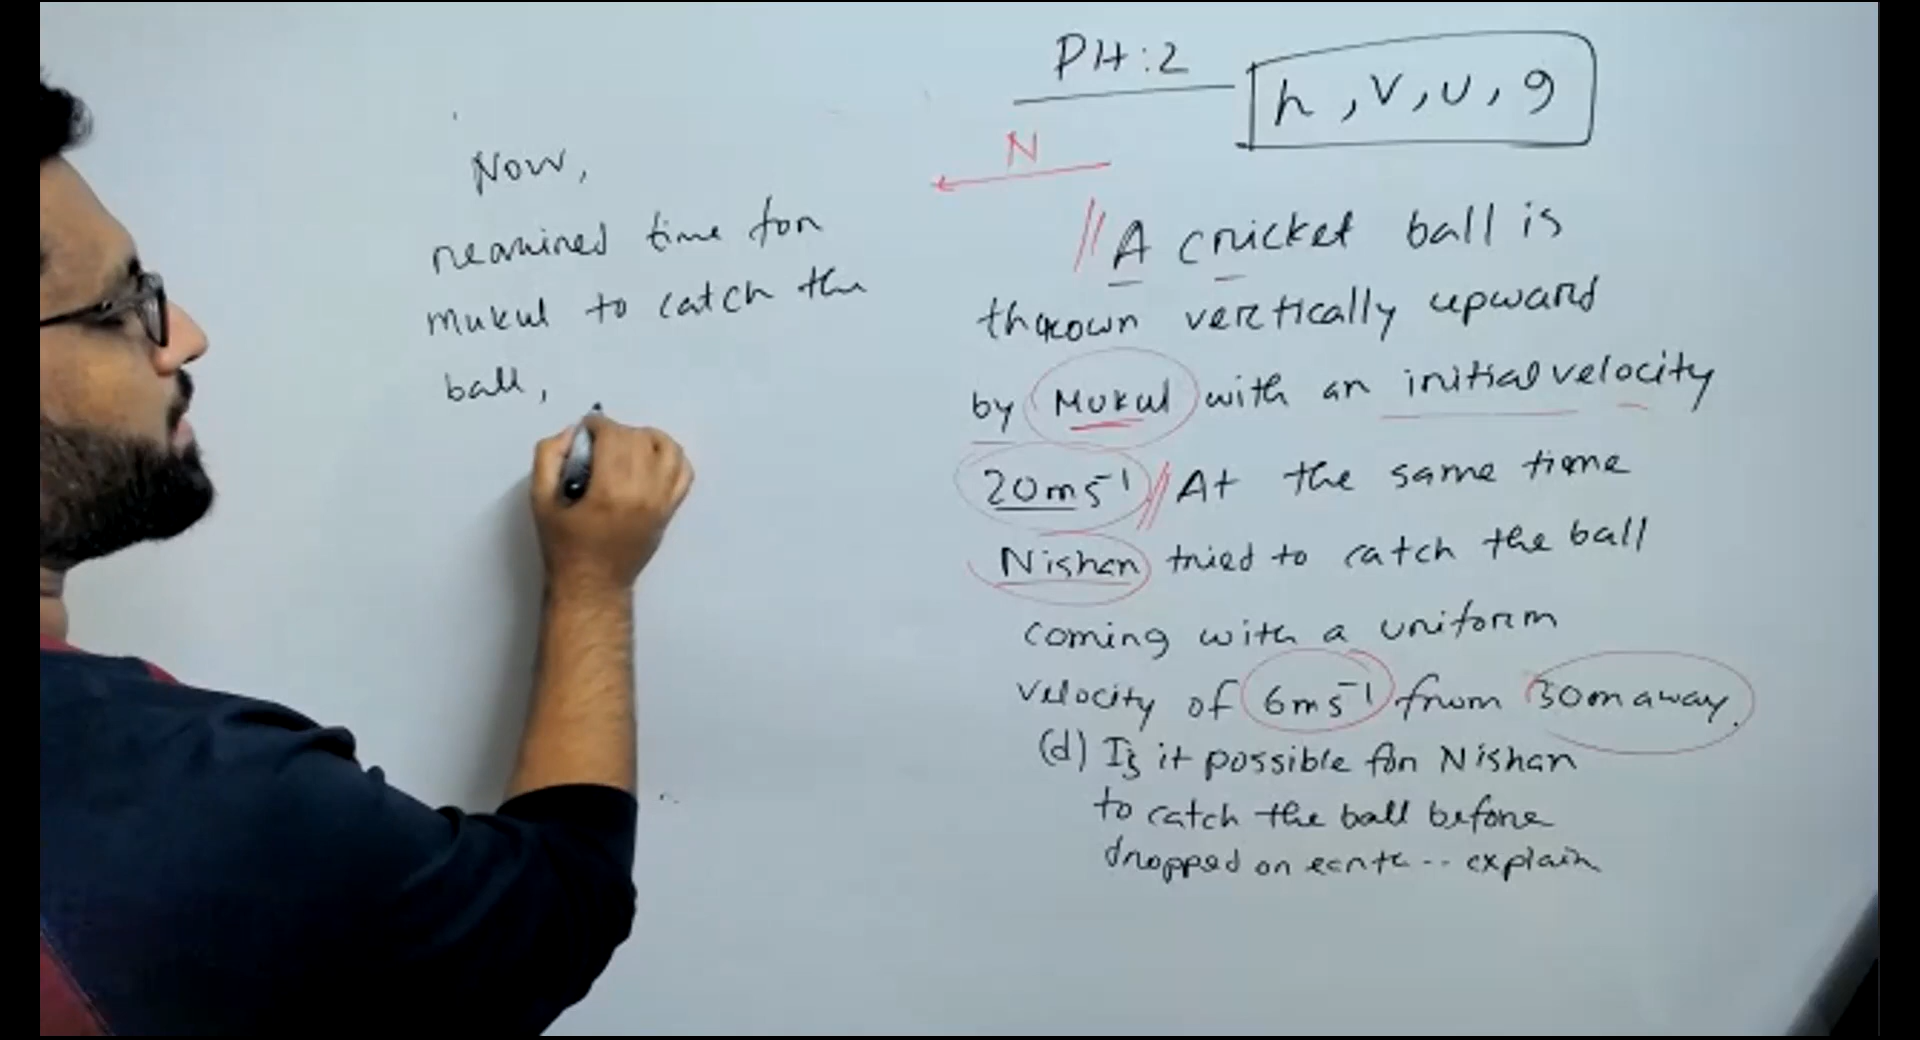 PH:2
h, v, u, g
N
Now,
remained time for
Mukul to catch the
ball,
A cricket ball is
thrown vertically upward
by Mukul with an initial velocity
20ms⁻¹ // At the same time
Nishan tried to catch the ball
coming with a uniform
velocity of 6ms⁻¹ from 30m away.
(d) Is it possible for Nishan
to catch the ball before
dropped on earth .. explain